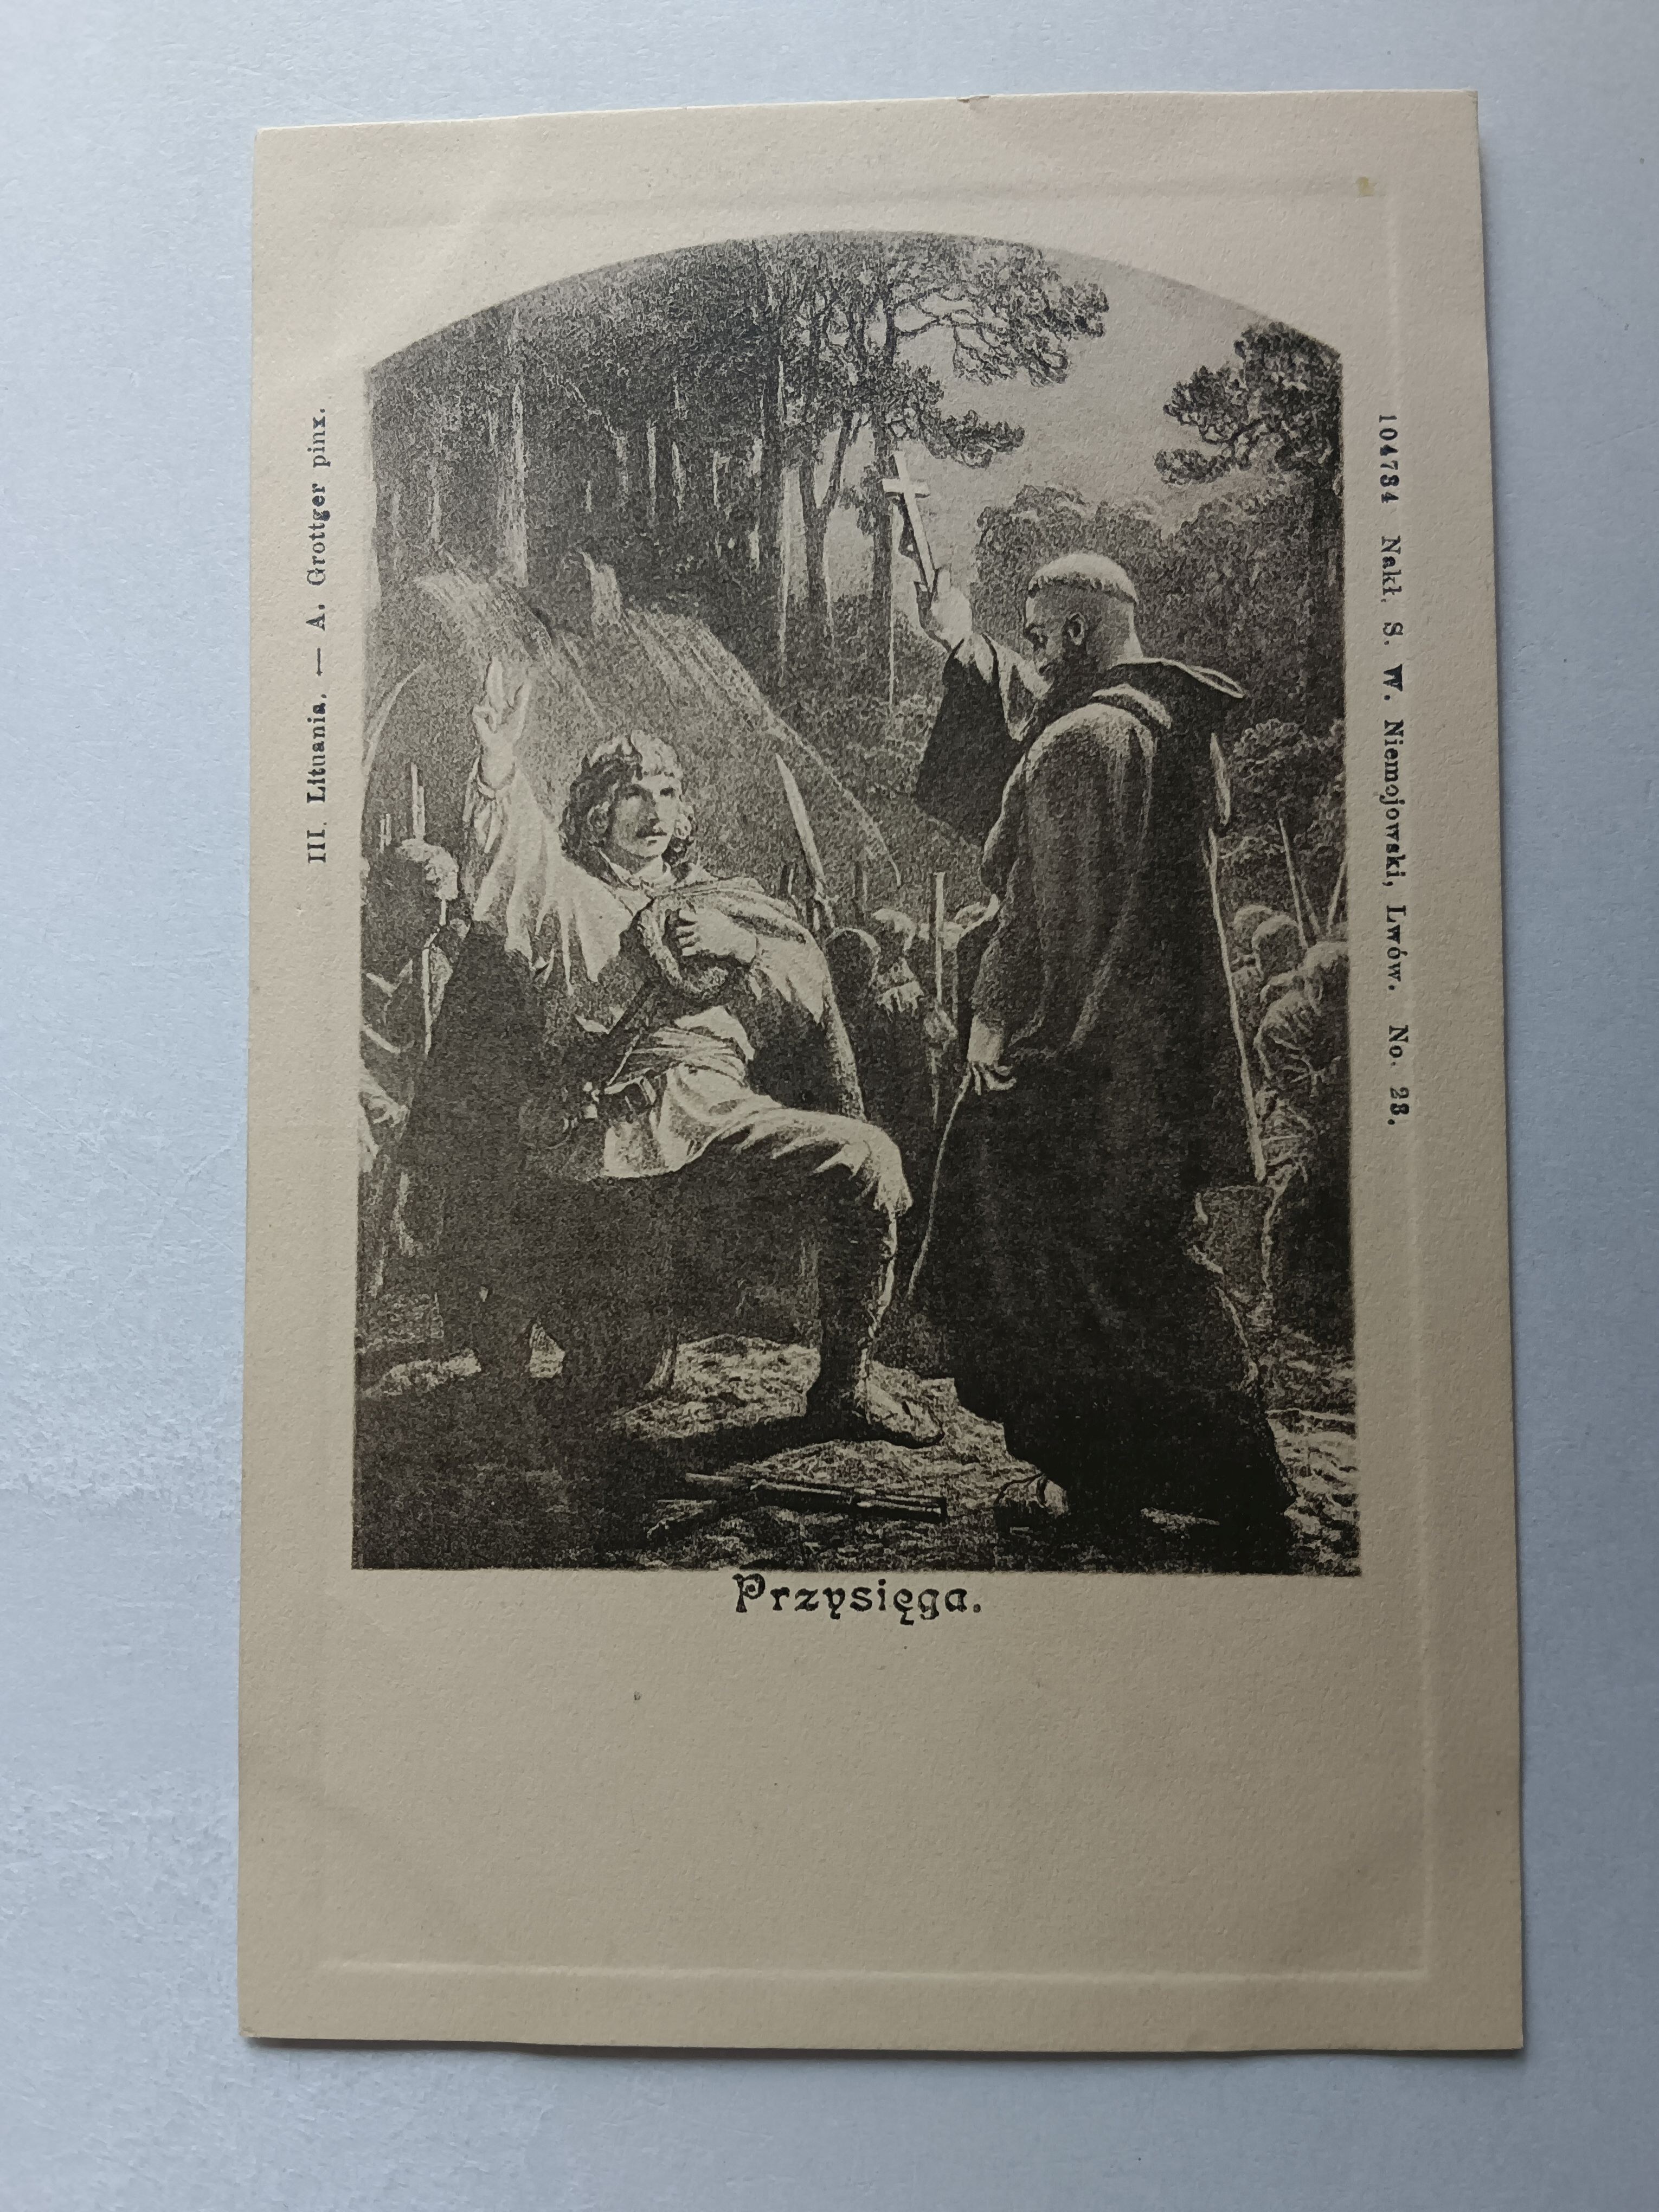 III. Lituania. — A. Grottger pinx.
104784 Nakł. S. W. Niemojowski, Lwów. No. 23.
Przysięga.